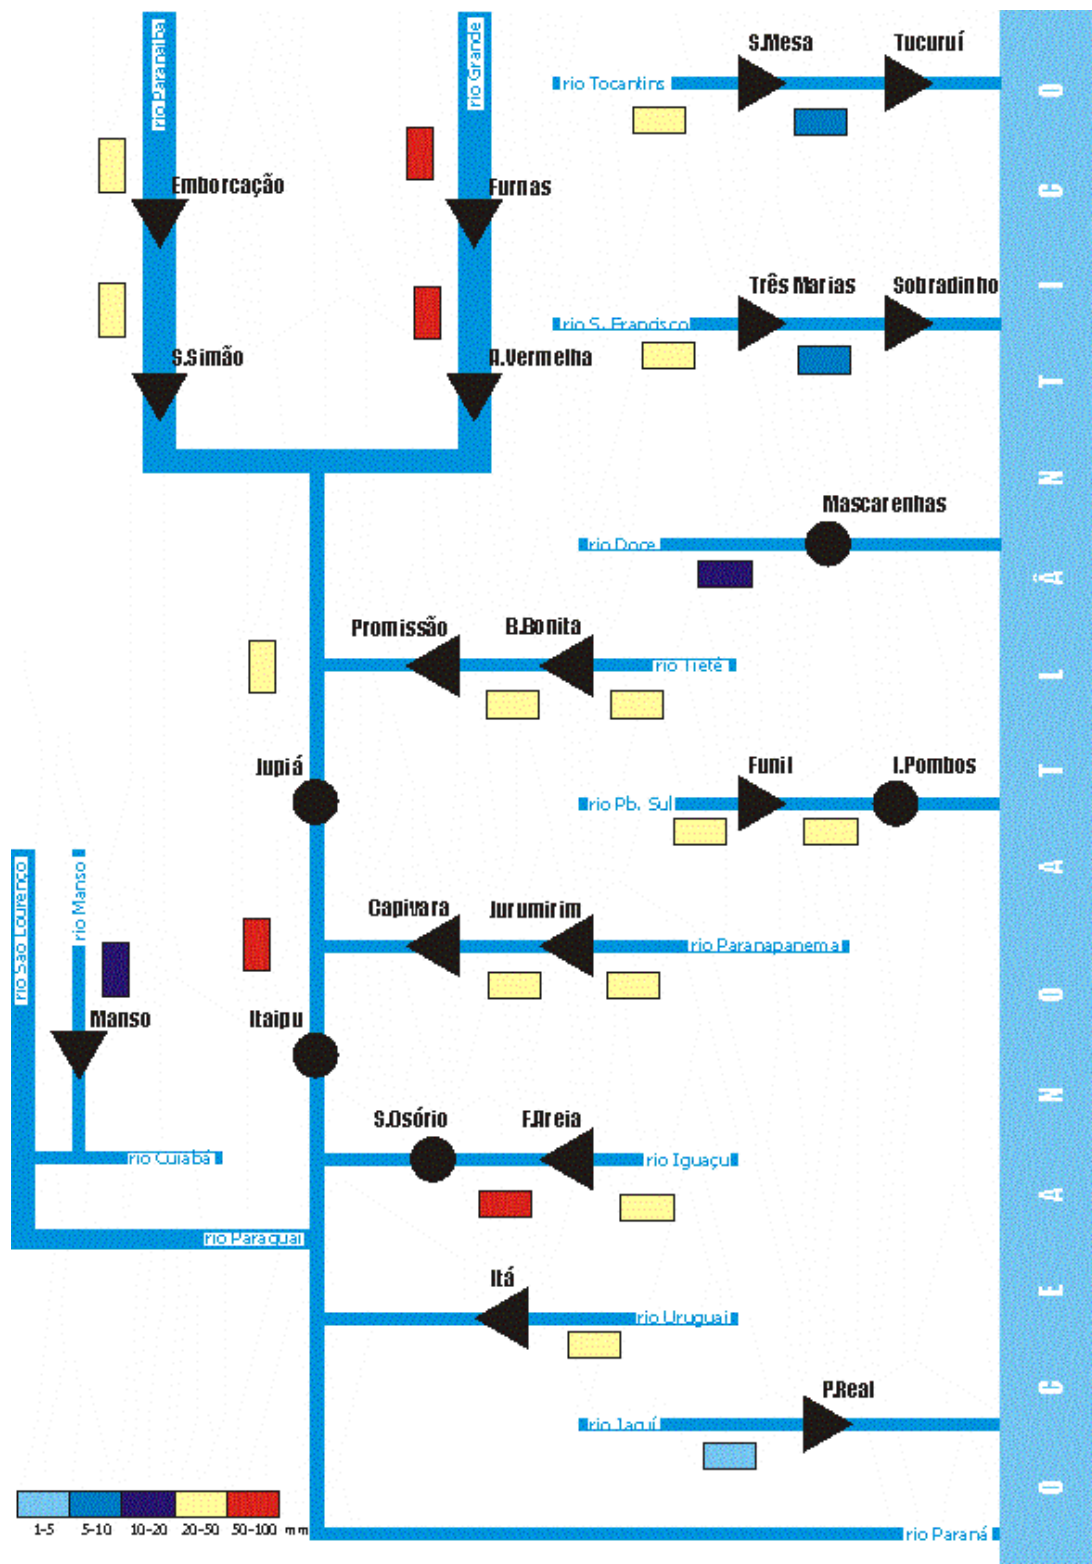 rio Paranaíba
rio Grande
S.Mesa
Tucuruí
rio Tocantins
Emborcação
Furnas
Três Marias
Sobradinho
rio S. Francisco
S.Simão
A.Vermelha
Mascarenhas
rio Doce
Promissão
B.Bonita
rio Tietê
Jupiá
Funil
I.Pombos
rio Pb. Sul
rio São Lourenço
rio Manso
Capivara
Jurumirim
rio Paranapanema
Manso
Itaipu
S.Osório
F.Areia
rio Cuiabá
rio Iguaçu
rio Paraguai
Itá
rio Uruguai
P.Real
rio Jacuí
1-5 5-10 10-20 20-50 50-100 mm
rio Paraná
OCEANO ATLÂNTICO